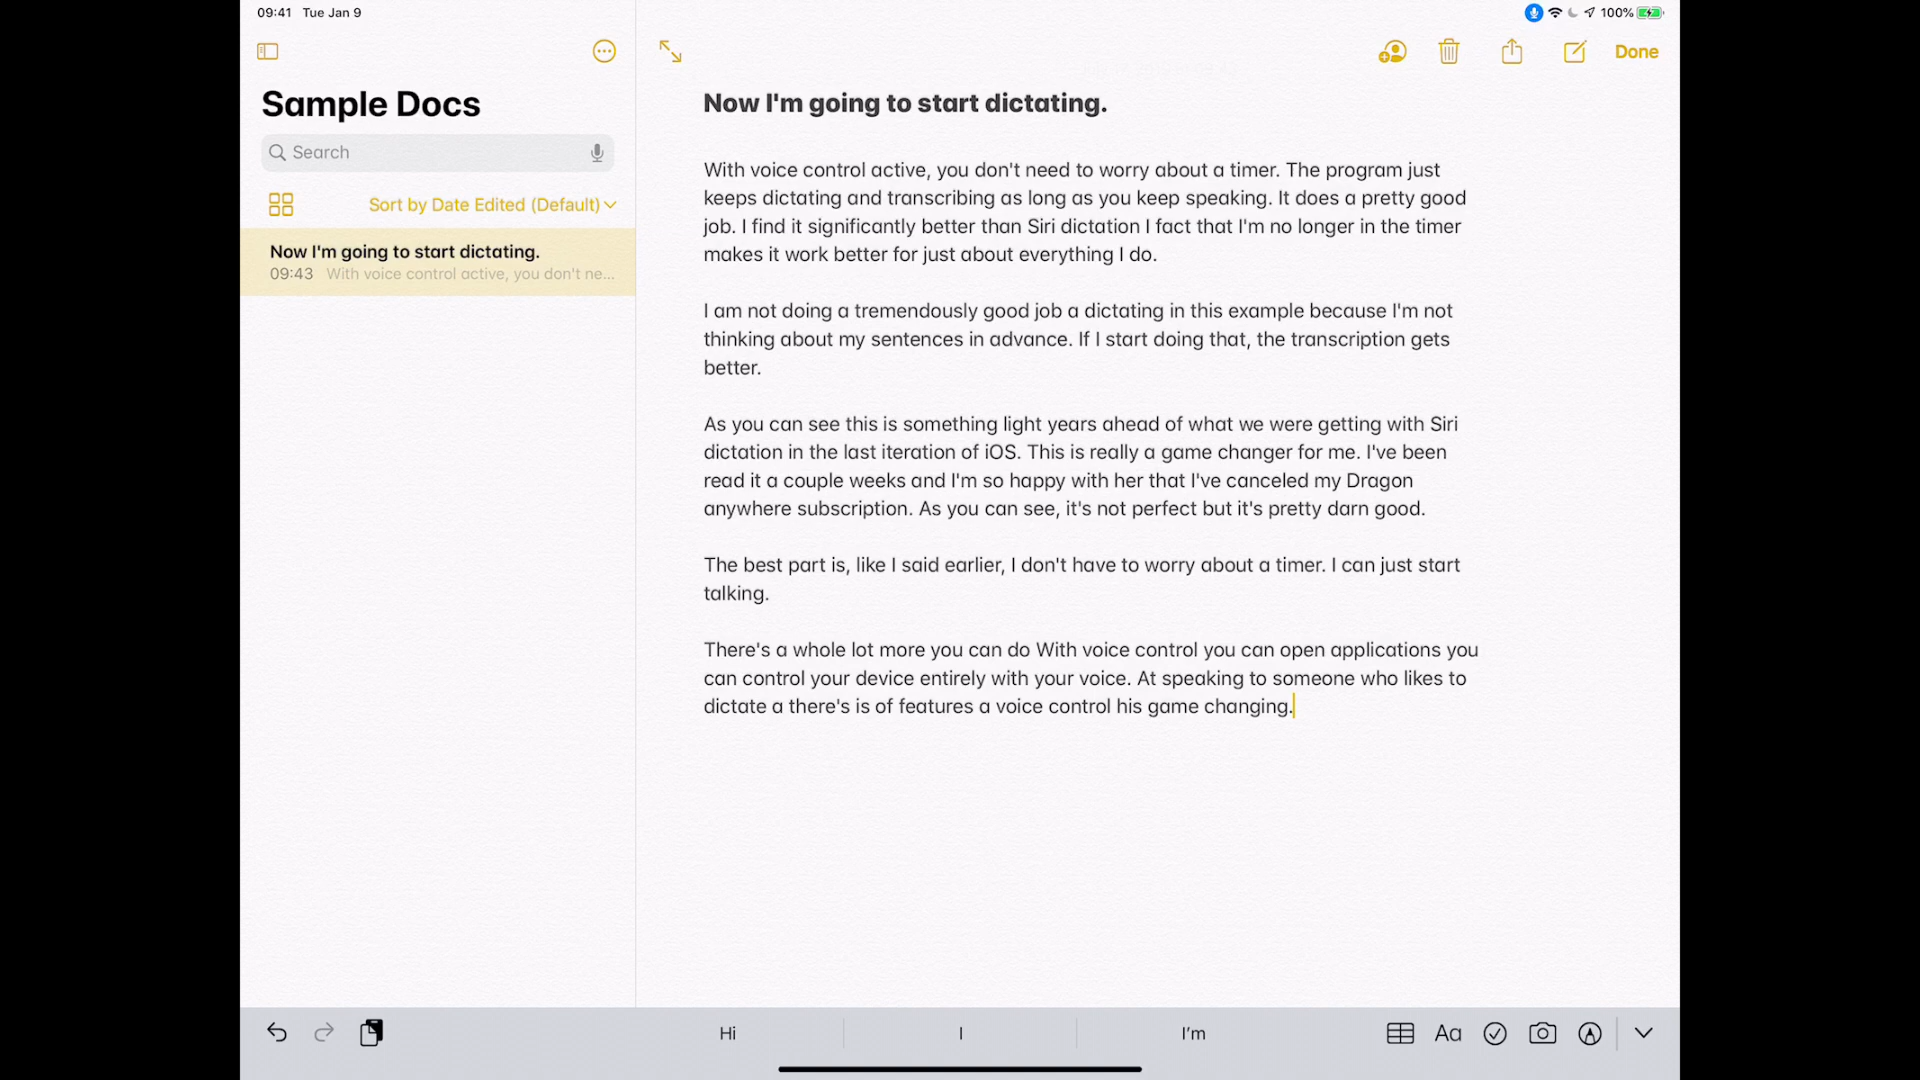 09:41 Tue Jan 9
100%
Done
Sample Docs
Search
Sort by Date Edited (Default)
Now I'm going to start dictating.
09:43 With voice control active, you don't ne...
Now I'm going to start dictating.
With voice control active, you don't need to worry about a timer. The program just
keeps dictating and transcribing as long as you keep speaking. It does a pretty good
job. I find it significantly better than Siri dictation I fact that I'm no longer in the timer
makes it work better for just about everything I do.
I am not doing a tremendously good job a dictating in this example because I'm not
thinking about my sentences in advance. If I start doing that, the transcription gets
better.
As you can see this is something light years ahead of what we were getting with Siri
dictation in the last iteration of iOS. This is really a game changer for me. I've been
read it a couple weeks and I'm so happy with her that I've canceled my Dragon
anywhere subscription. As you can see, it's not perfect but it's pretty darn good.
The best part is, like I said earlier, I don't have to worry about a timer. I can just start
talking.
There's a whole lot more you can do With voice control you can open applications you
can control your device entirely with your voice. At speaking to someone who likes to
dictate a there's is of features a voice control his game changing.
Hi
I
I'm
Aa